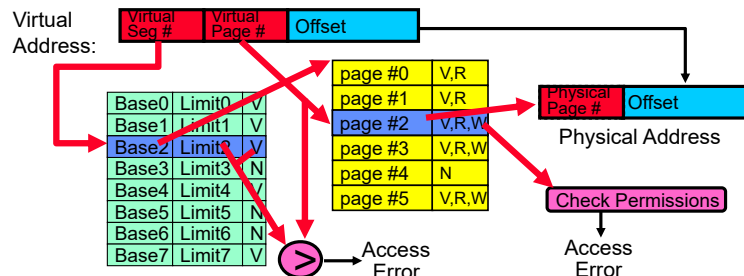 Virtual Address:
Virtual Seg #
Virtual Page #
Offset
Base0 Limit0 V
Base1 Limit1 V
Base2 Limit2 V
Base3 Limit3 N
Base4 Limit4 V
Base5 Limit5 N
Base6 Limit6 N
Base7 Limit7 V
page #0 V,R
page #1 V,R
page #2 V,R,W
page #3 V,R,W
page #4 N
page #5 V,R,W
Physical Page #
Offset
Physical Address
Check Permissions
>
Access
Error
Access
Error